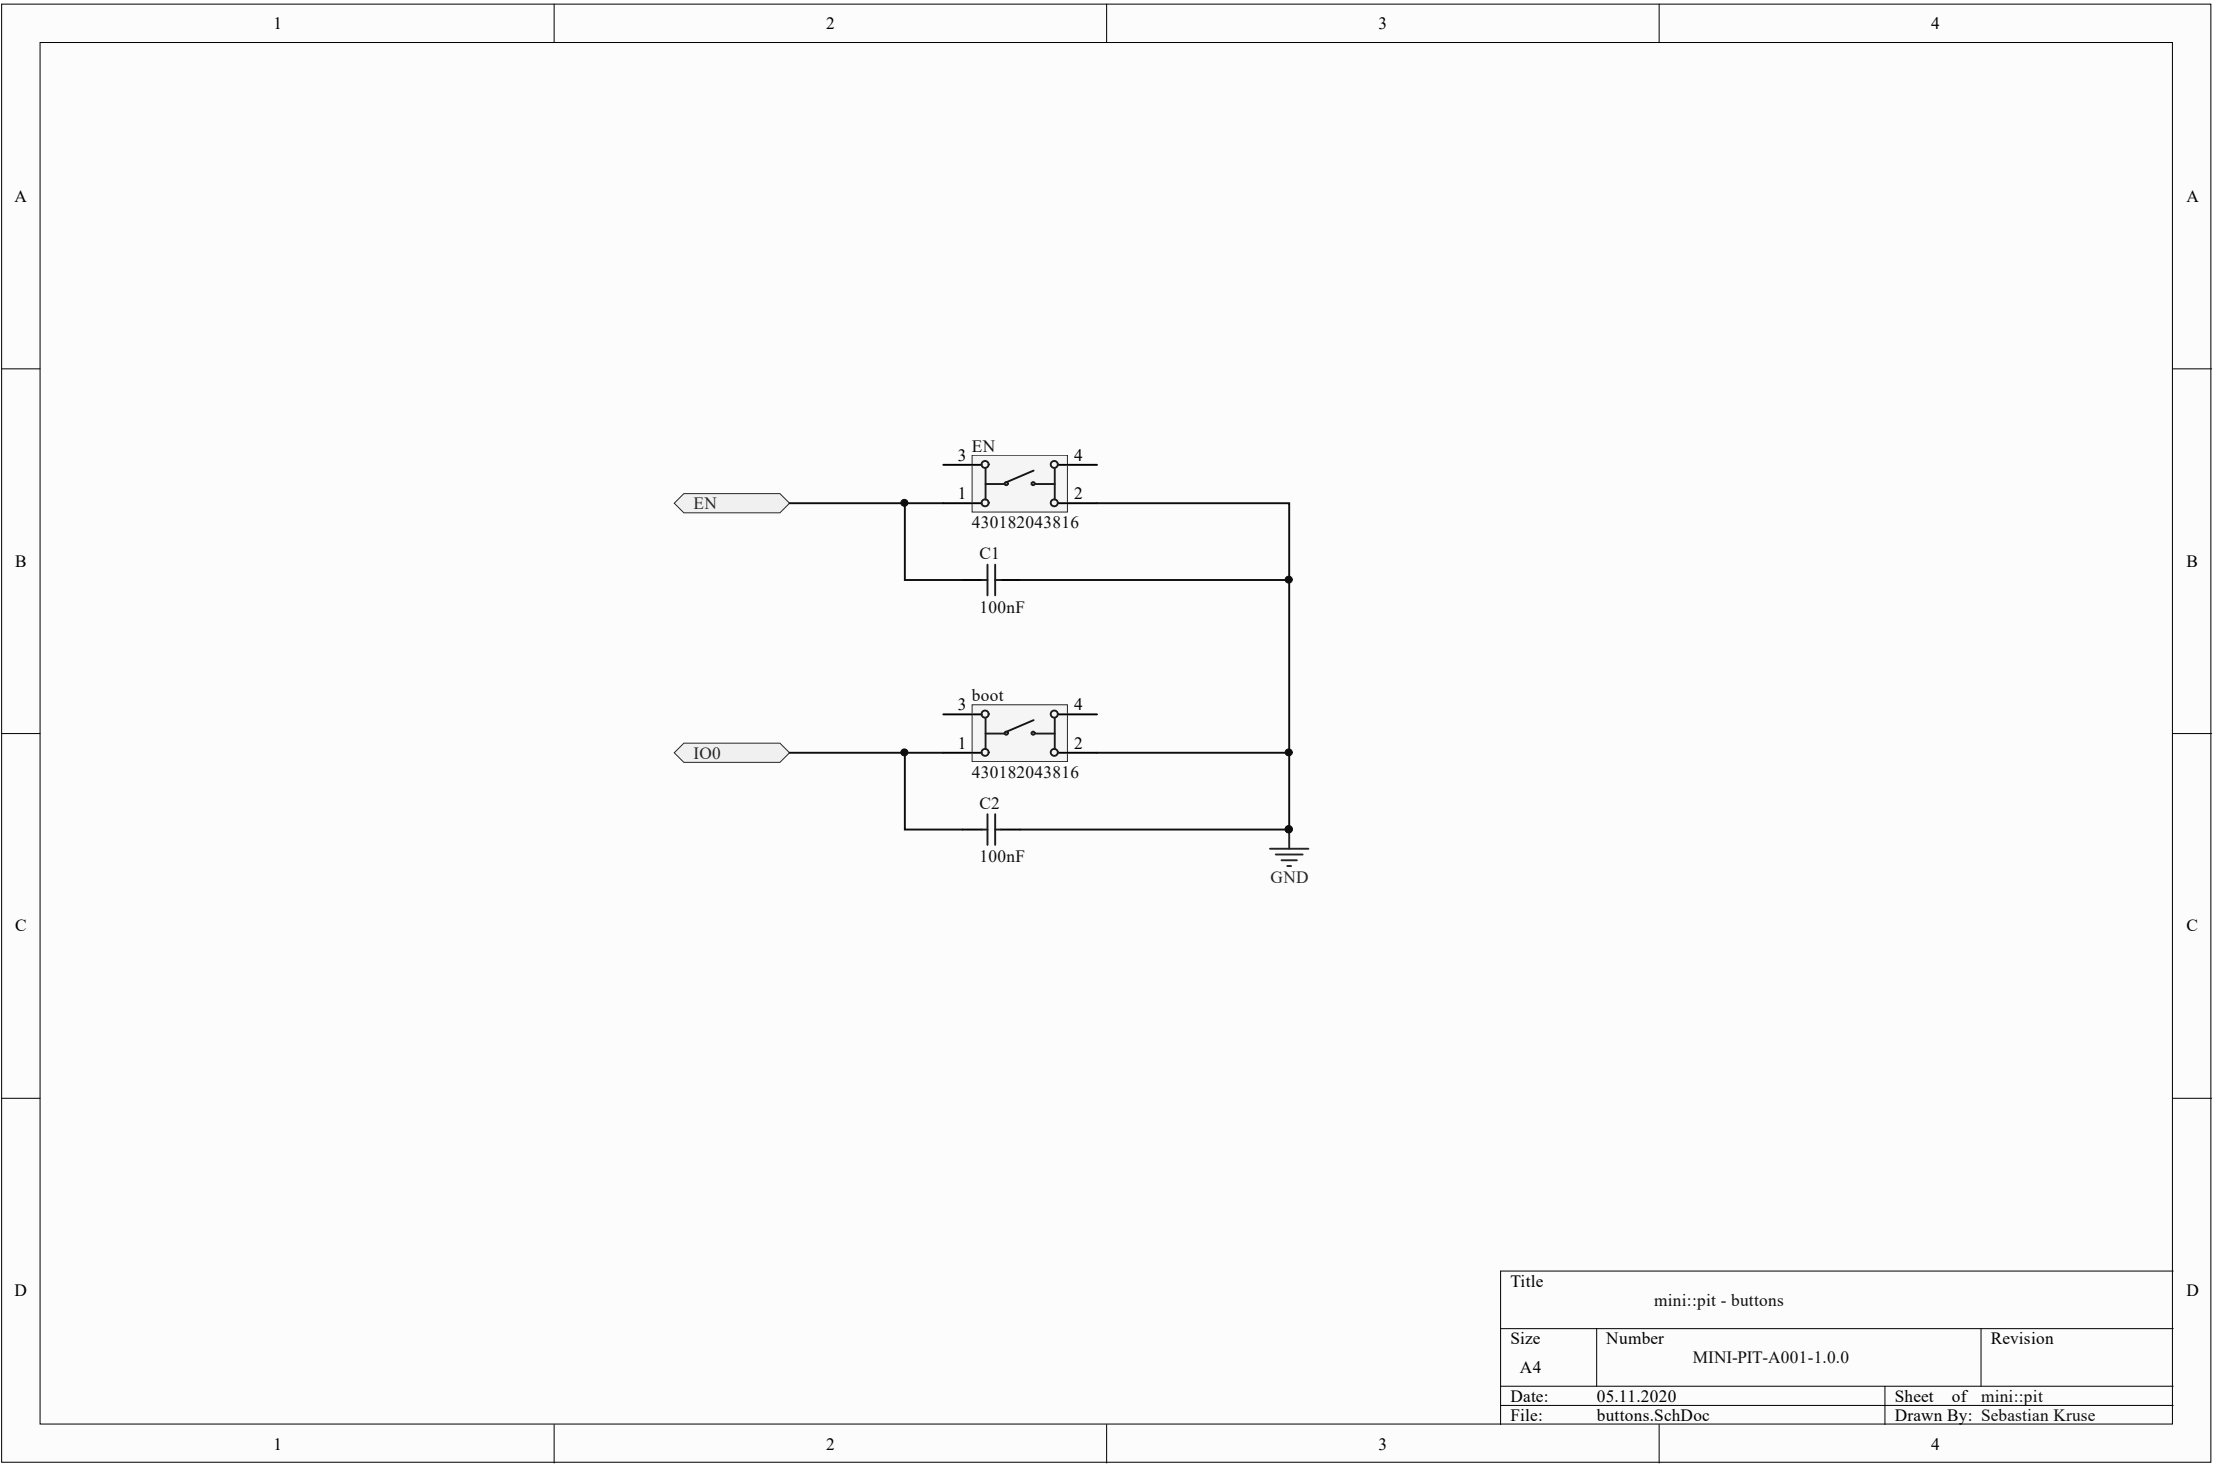 1 2 3 4
A A
EN
3 4
1 2
EN
430182043816
C1
100nF
B B
boot
3 4
1 2
IO0
430182043816
C2
100nF
GND
C C
D D
Title
mini::pit - buttons
Size Number Revision
A4 MINI-PIT-A001-1.0.0
Date: 05.11.2020 Sheet of mini::pit
File: buttons.SchDoc Drawn By: Sebastian Kruse
1 2 3 4